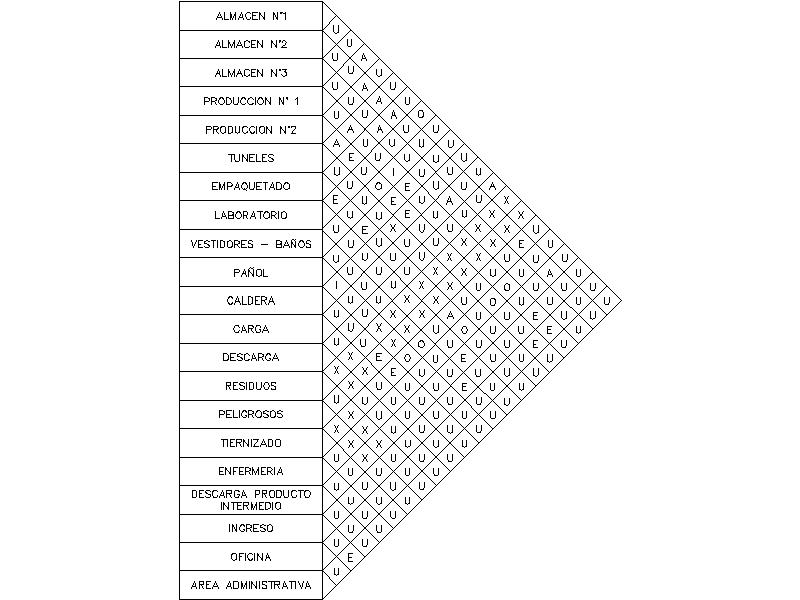 ALMACEN N°1
U
ALMACEN N°2 U
U A
ALMACEN N°3 U U
U A U
PRODUCCION N° 1 U A U
U U A O
PRODUCCION N°2 A A U U
A U U U U
TUNELES E U U U U
U U I U U U
EMPAQUETADO U O E U U A
E U E U A U X
LABORATORIO U U E U U X X
U E X U U X X U
VESTIDORES – BAÑOS U U U U X X E U
U U U U X X U U U
PAÑOL U U U X X U U A U
I U U X X U O U U U
CALDERA U U X X U O U U U U
U U X X A U U E U U
CARGA U X X U O U U E U
U U X O U U U E U
DESCARGA X E O U E U U U
X X E U U U U U
RESIDUOS X U U U E U U
U U U U U U U
PELIGROSOS X U U U U U
X X U U U U
TIERNIZADO X X U U U
U X U U U
ENFERMERIA U U U U
U U U U
DESCARGA PRODUCTO
INTERMEDIO U U U
U U U
INGRESO U U
U U
OFICINA E
U
AREA ADMINISTRATIVA